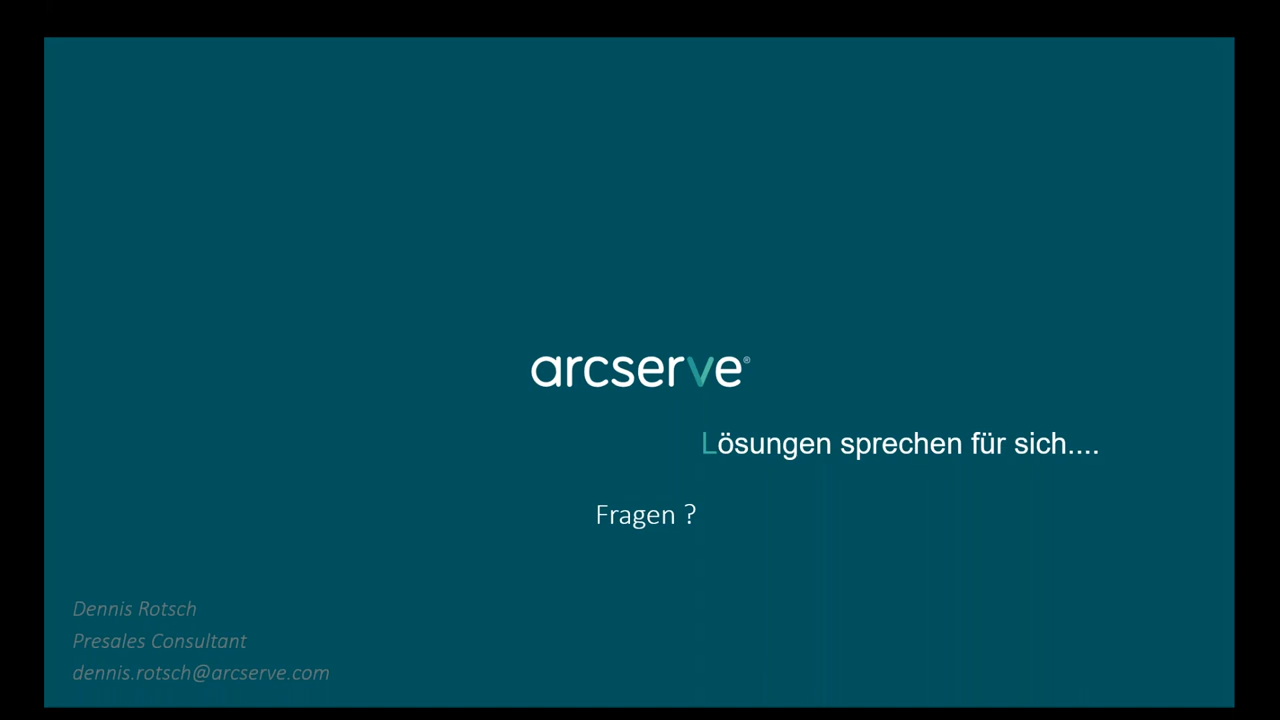 arcserve®
Lösungen sprechen für sich....
Fragen ?
Dennis Rotsch
Presales Consultant
dennis.rotsch@arcserve.com